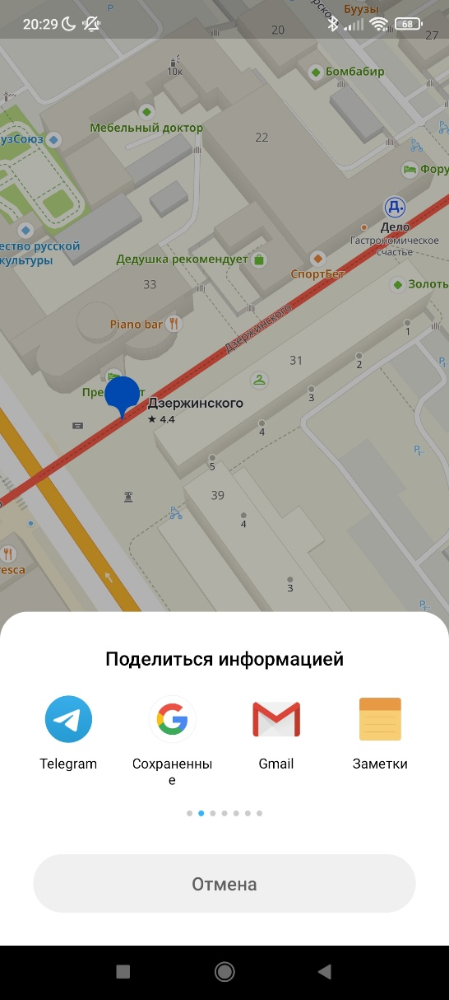 20:29
68
Буузы
20
27
10к
Бомбабир
Мебельный доктор
узСоюз
22
Фору
Д.
Дело
Гастрономическое
счастье
ество русской
культуры
Дедушка рекомендует
СпортБет
33
Золоть
Дзержинского
Piano bar
1
31
2
Дзержинского
★ 4.4
3
4
5
39
4
3
esca
Поделиться информацией
Telegram
Сохраненны
е
Gmail
Заметки
Отмена